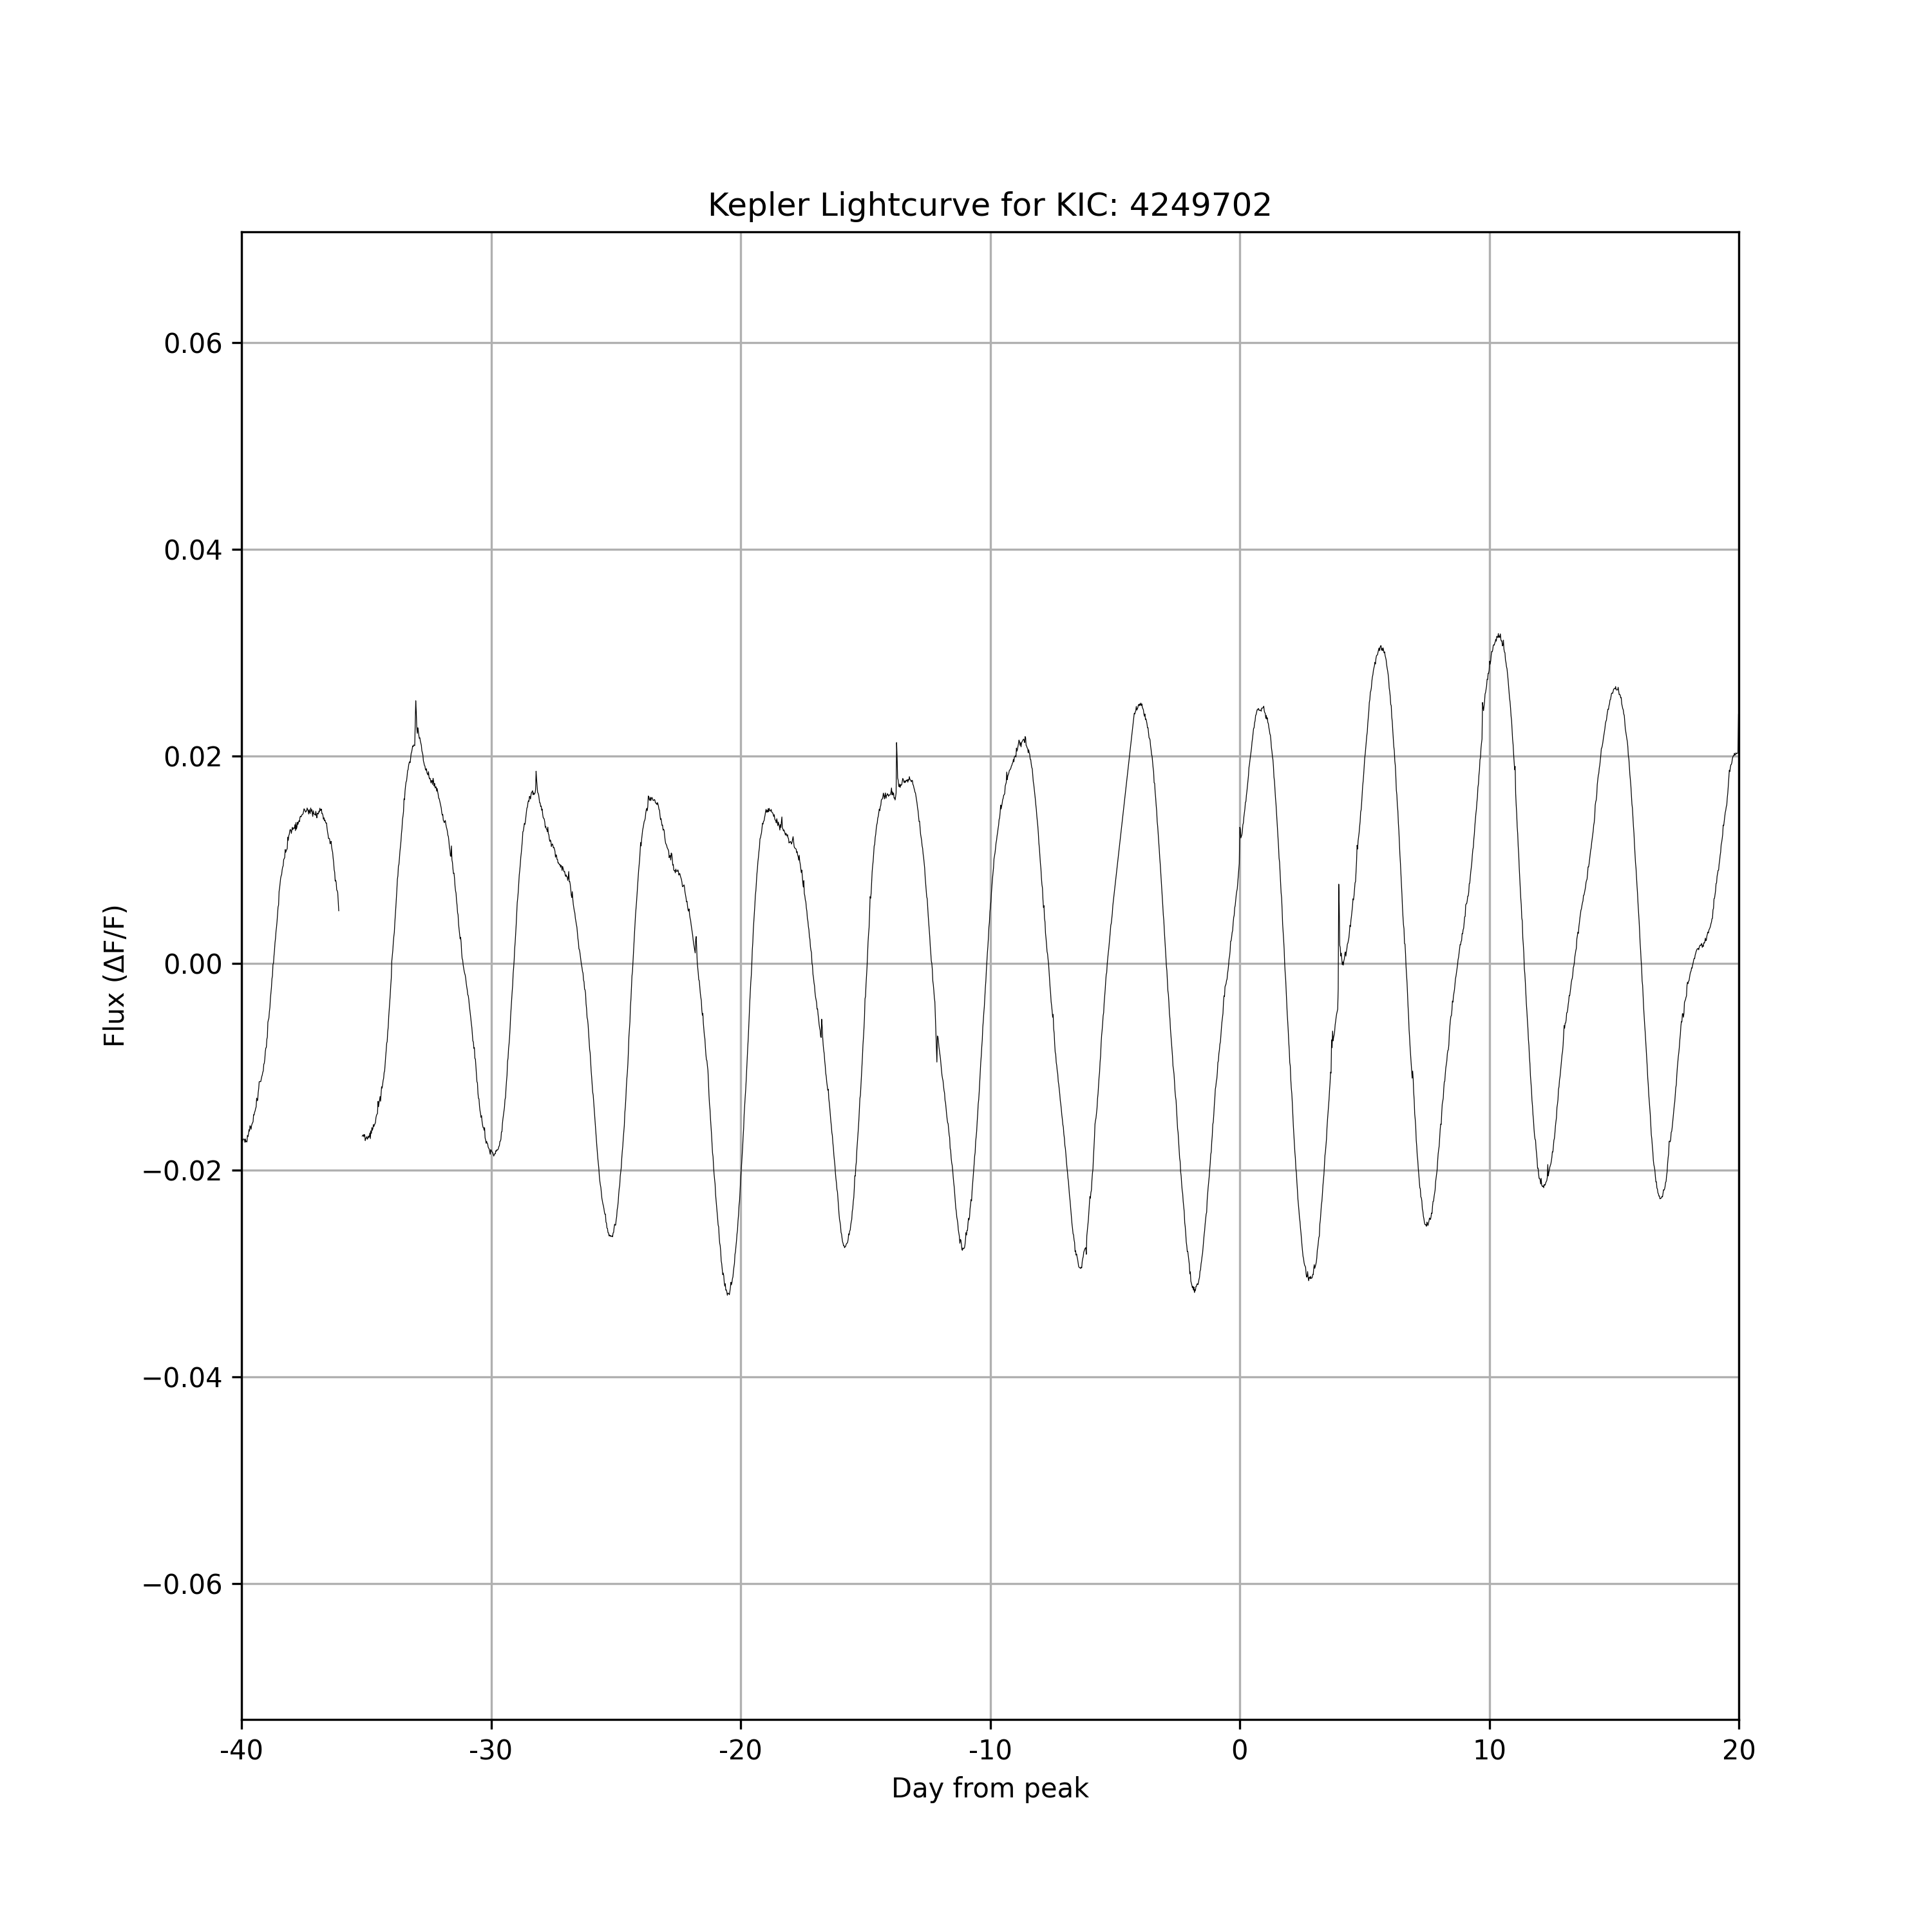 Kepler Lightcurve for KIC: 4249702
Flux (ΔF/F)
0.06
0.04
0.02
0.00
−0.02
−0.04
−0.06
-40 -30 -20 -10 0 10 20
Day from peak